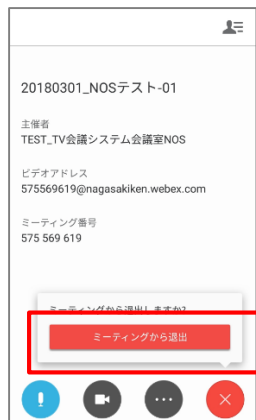 20180301_NOSテスト-01
主催者
TEST_TV会議システム会議室NOS
ビデオアドレス
575569619@nagasakiken.webex.com
ミーティング番号
575 569 619
ミーティングから退出しますか?
ミーティングから退出